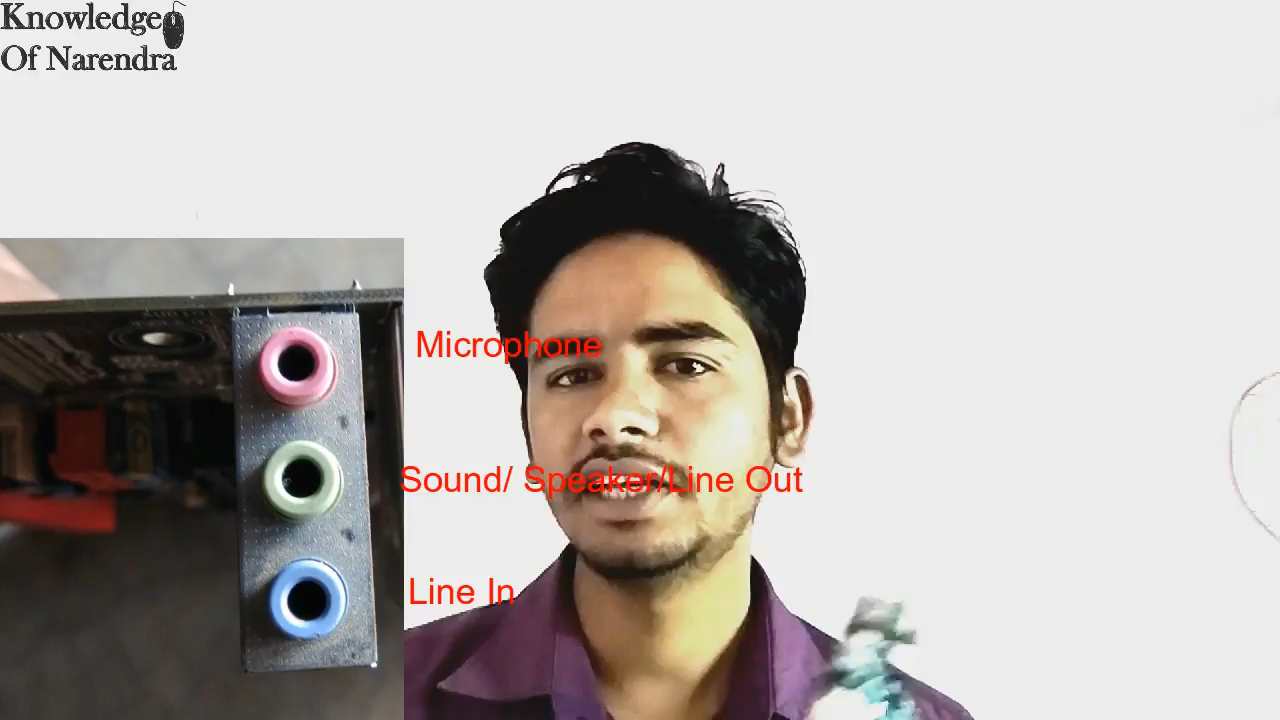 Knowledge
Of Narendra
Microphone
Sound/ Speaker/Line Out
Line In